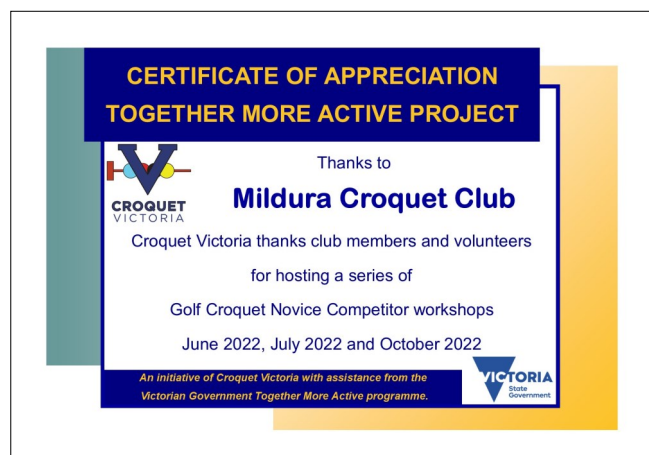 CERTIFICATE OF APPRECIATION
TOGETHER MORE ACTIVE PROJECT
CROQUET
VICTORIA
Thanks to
Mildura Croquet Club
Croquet Victoria thanks club members and volunteers
for hosting a series of
Golf Croquet Novice Competitor workshops
June 2022, July 2022 and October 2022
An initiative of Croquet Victoria with assistance from the
Victorian Government Together More Active programme.
VICTORIA
State
Government